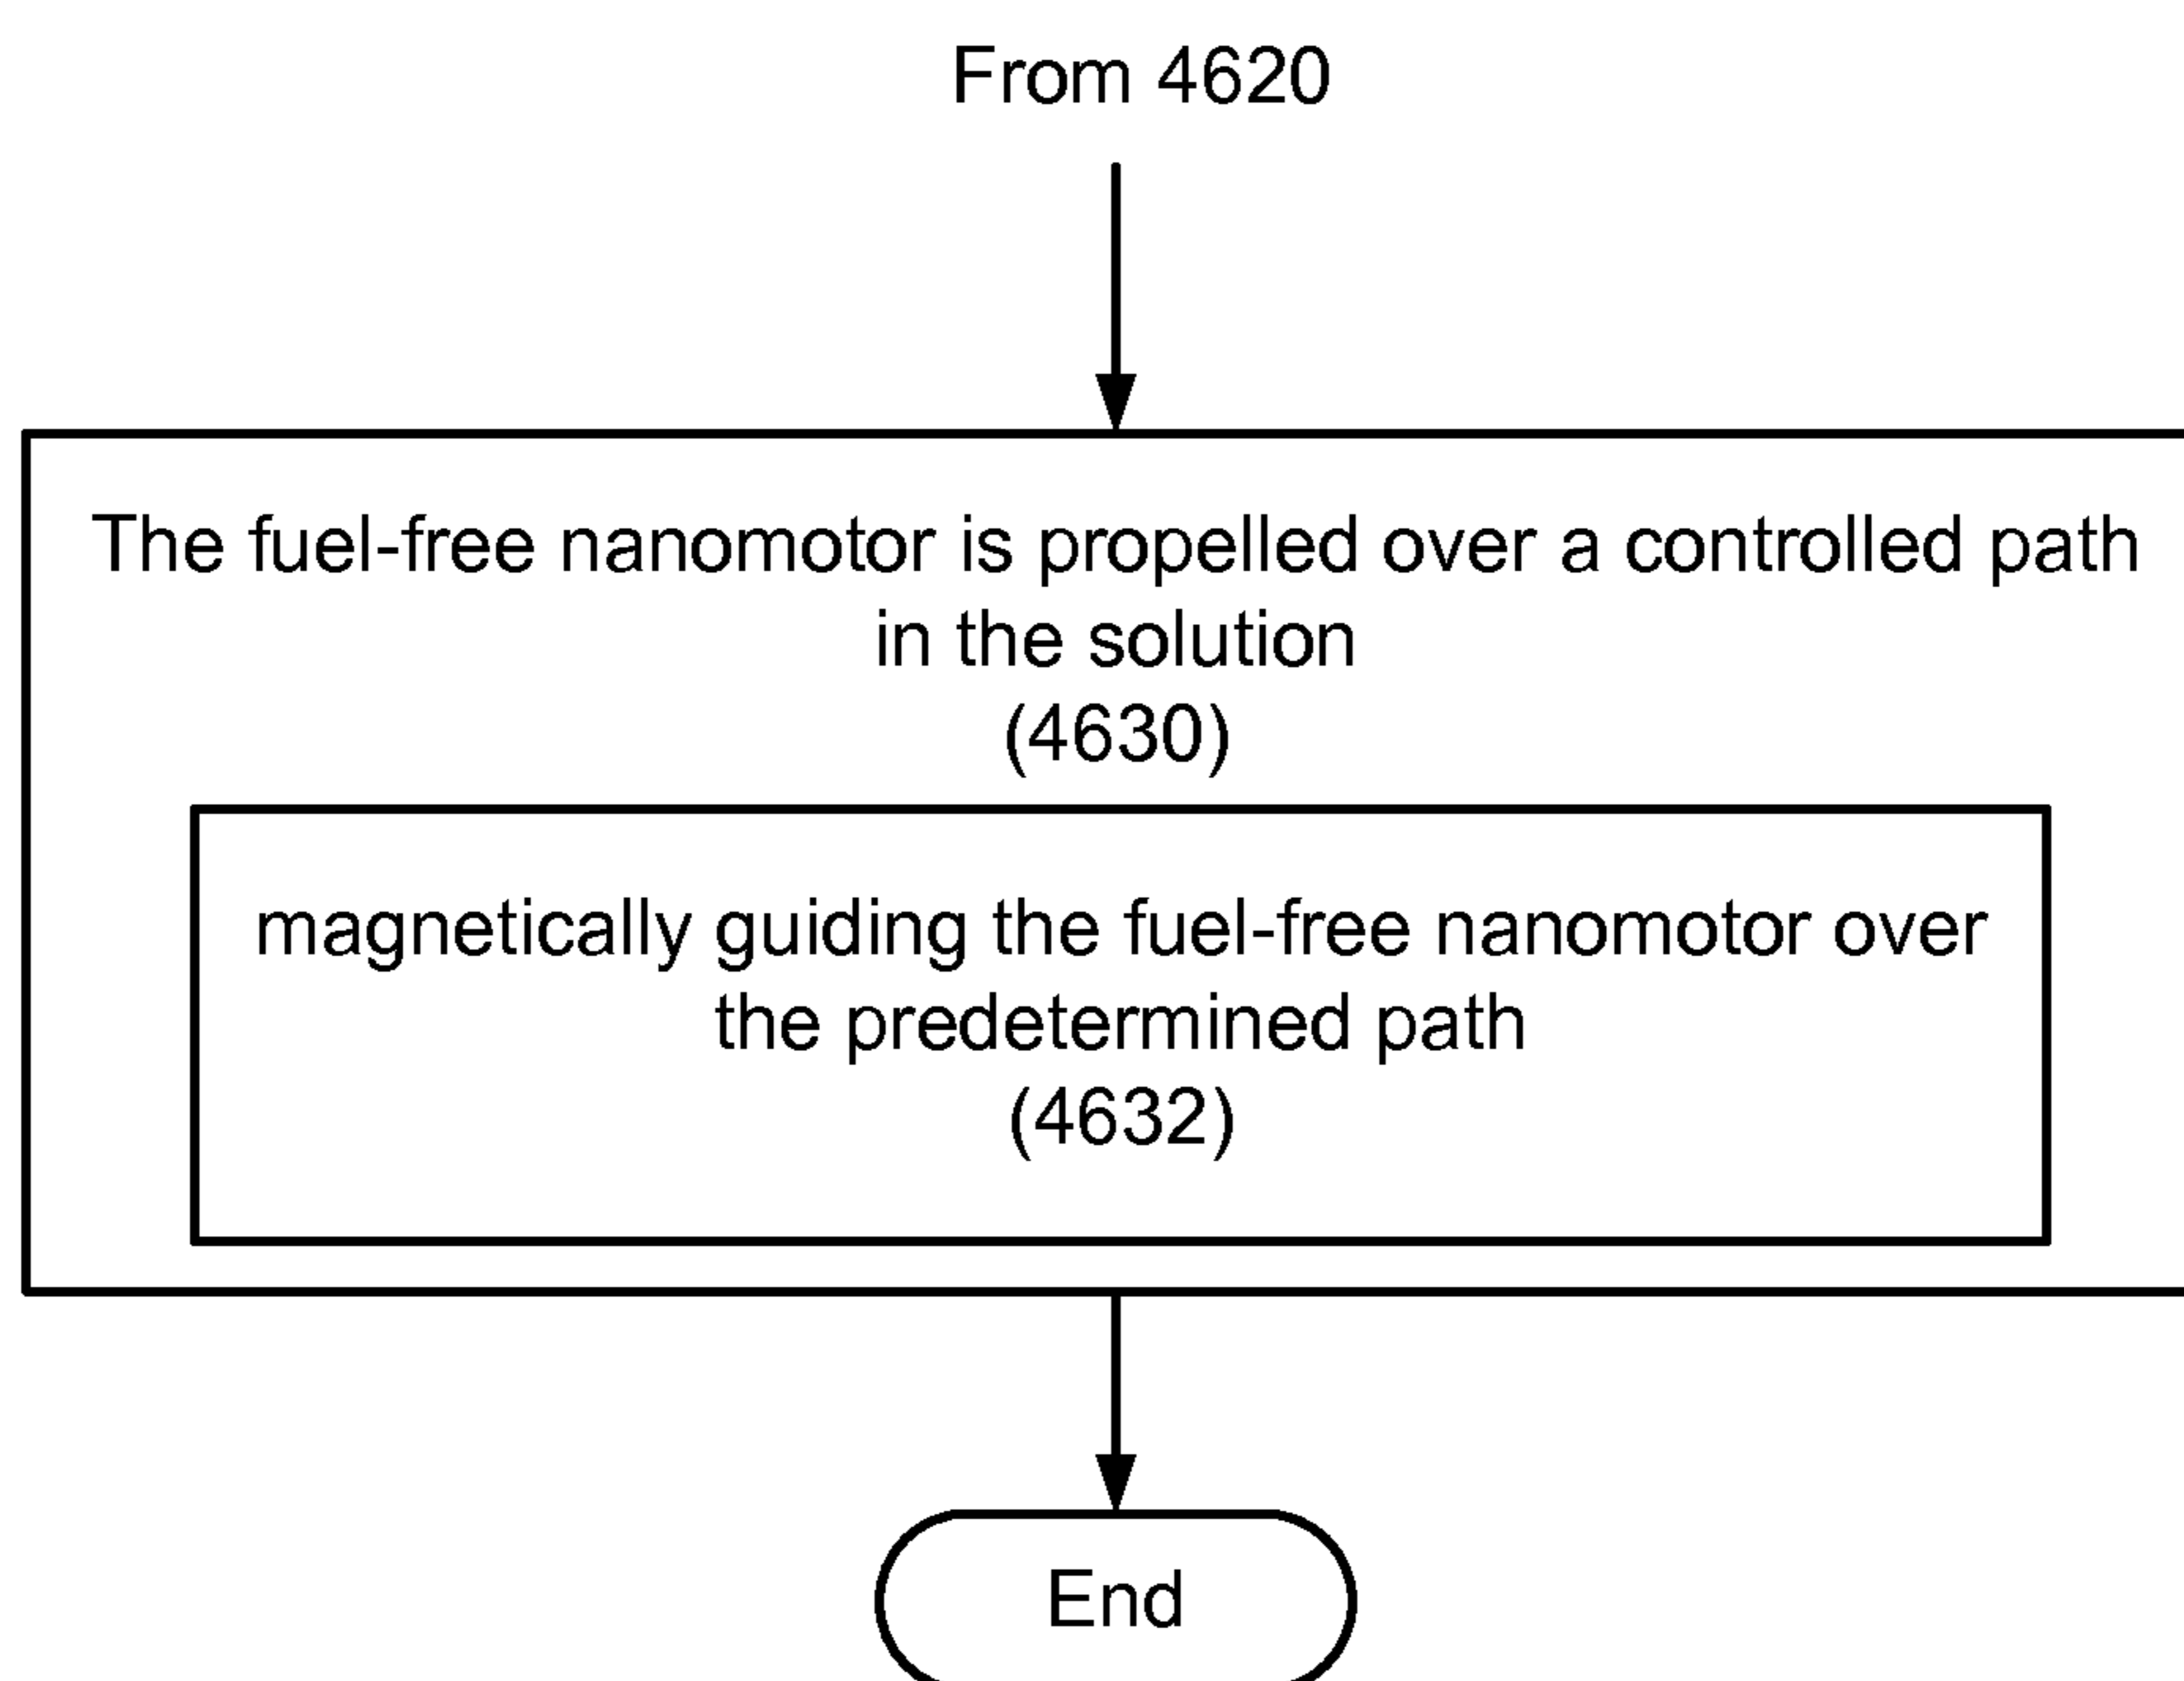 From 4620
The fuel-free nanomotor is propelled over a controlled path
in the solution
(4630)
magnetically guiding the fuel-free nanomotor over
the predetermined path
(4632)
End